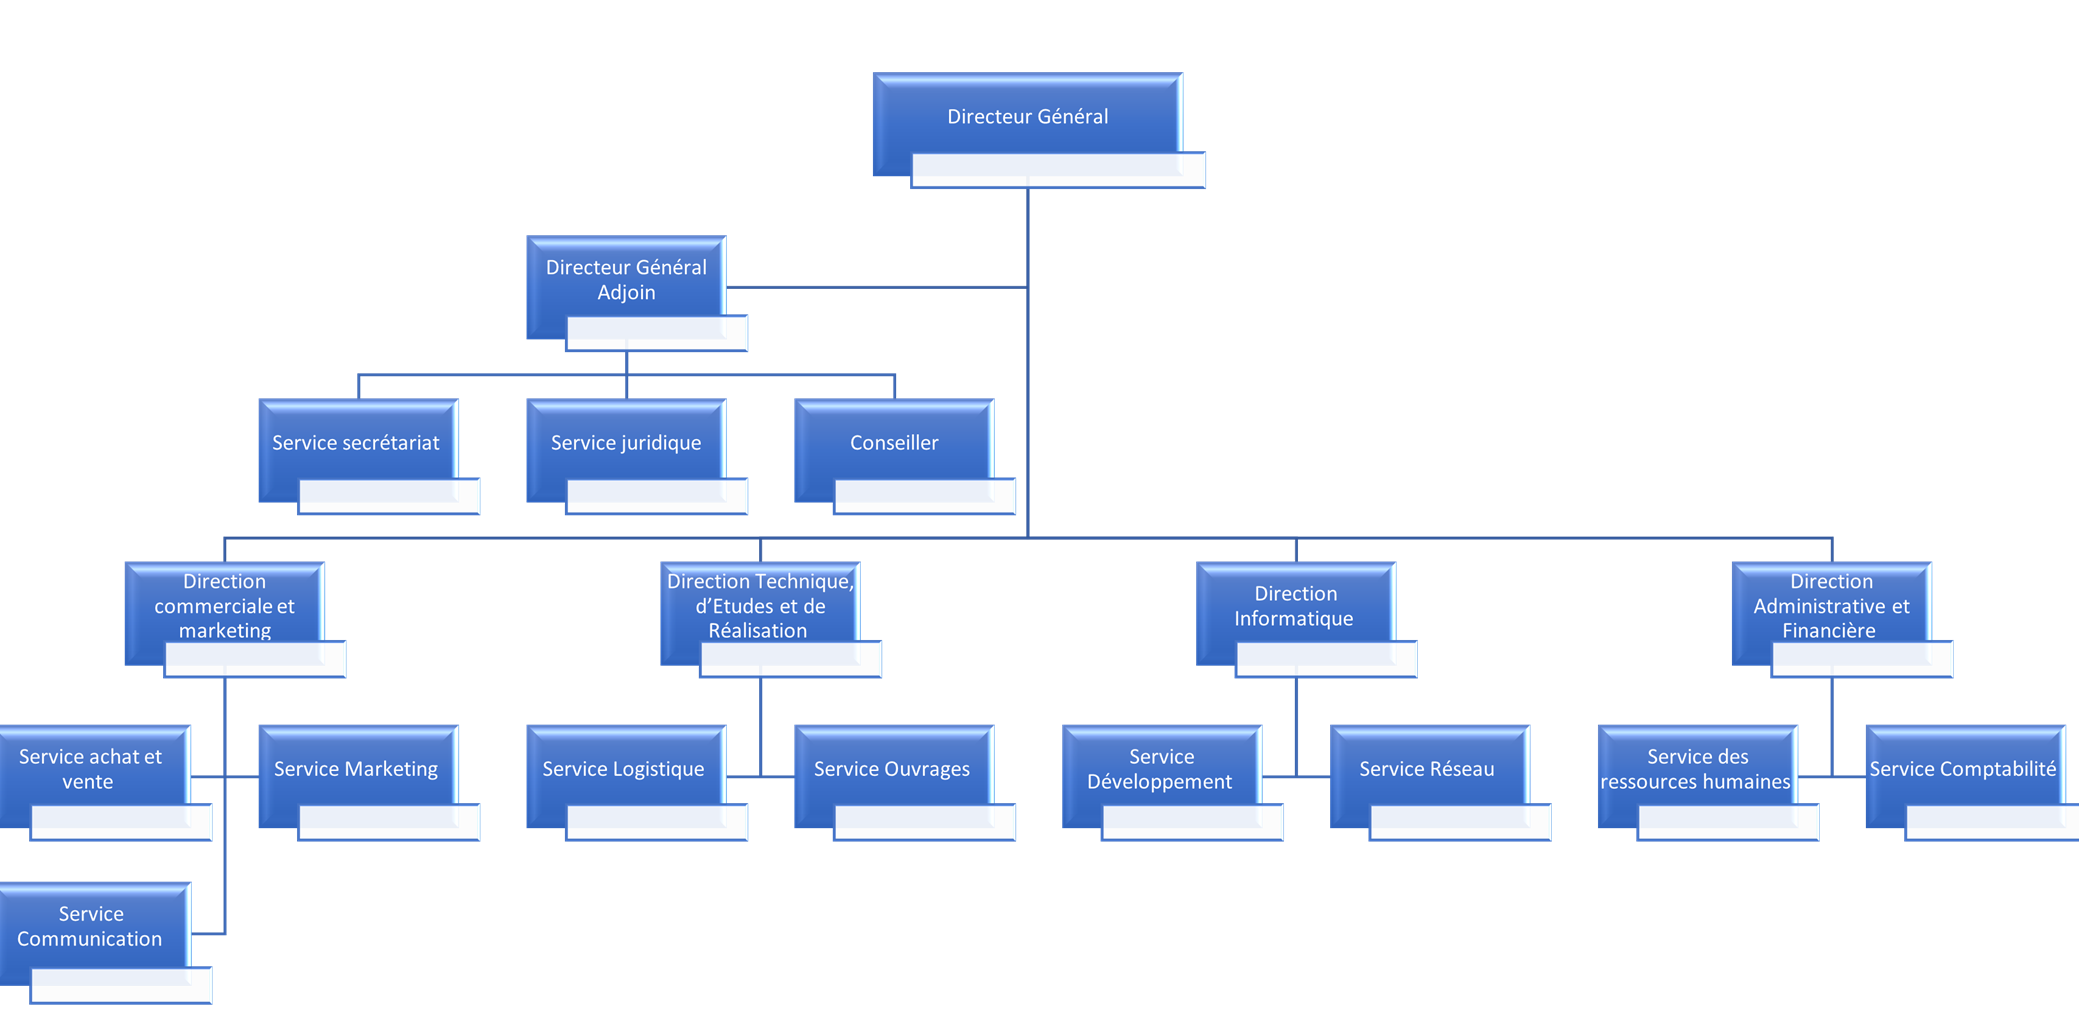 Directeur Général
Directeur Général
Adjoin
Service secrétariat
Service juridique
Conseiller
Direction
commerciale et
marketing
Direction Technique,
d’Etudes et de
Réalisation
Direction
Informatique
Direction
Administrative et
Financière
Service achat et
vente
Service Marketing
Service Logistique
Service Ouvrages
Service
Développement
Service Réseau
Service des
ressources humaines
Service Comptabilité
Service
Communication